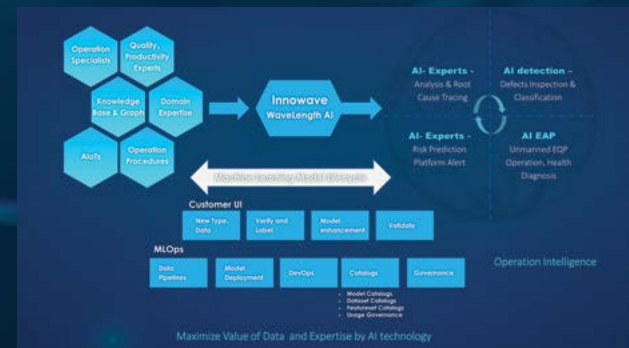 Operation
Specialists
Quality,
Productivity
Experts
Knowledge
Base & Graph
Domain
Expertise
AIoTs
Operation
Procedures
Innowave
WaveLength AI
AI- Experts -
Analysis & Root
Cause Tracing
AI detection –
Defects Inspection &
Classification
AI- Experts -
Risk Prediction
Platform Alert
AI EAP
Unmanned EQP
Operation, Health
Diagnosis
Machine Learning Model Lifecycle
Customer UI
New Type,
Data
Verify and
Label
Model
enhancement
Validate
MLOps
Data
Pipelines
Model
Deployment
DevOps
Catalogs
Governance
• Model Catalogs
• Dataset Catalogs
• Featureset Catalogs
• Usage Governance
Operation Intelligence
Maximize Value of Data and Expertise by AI technology